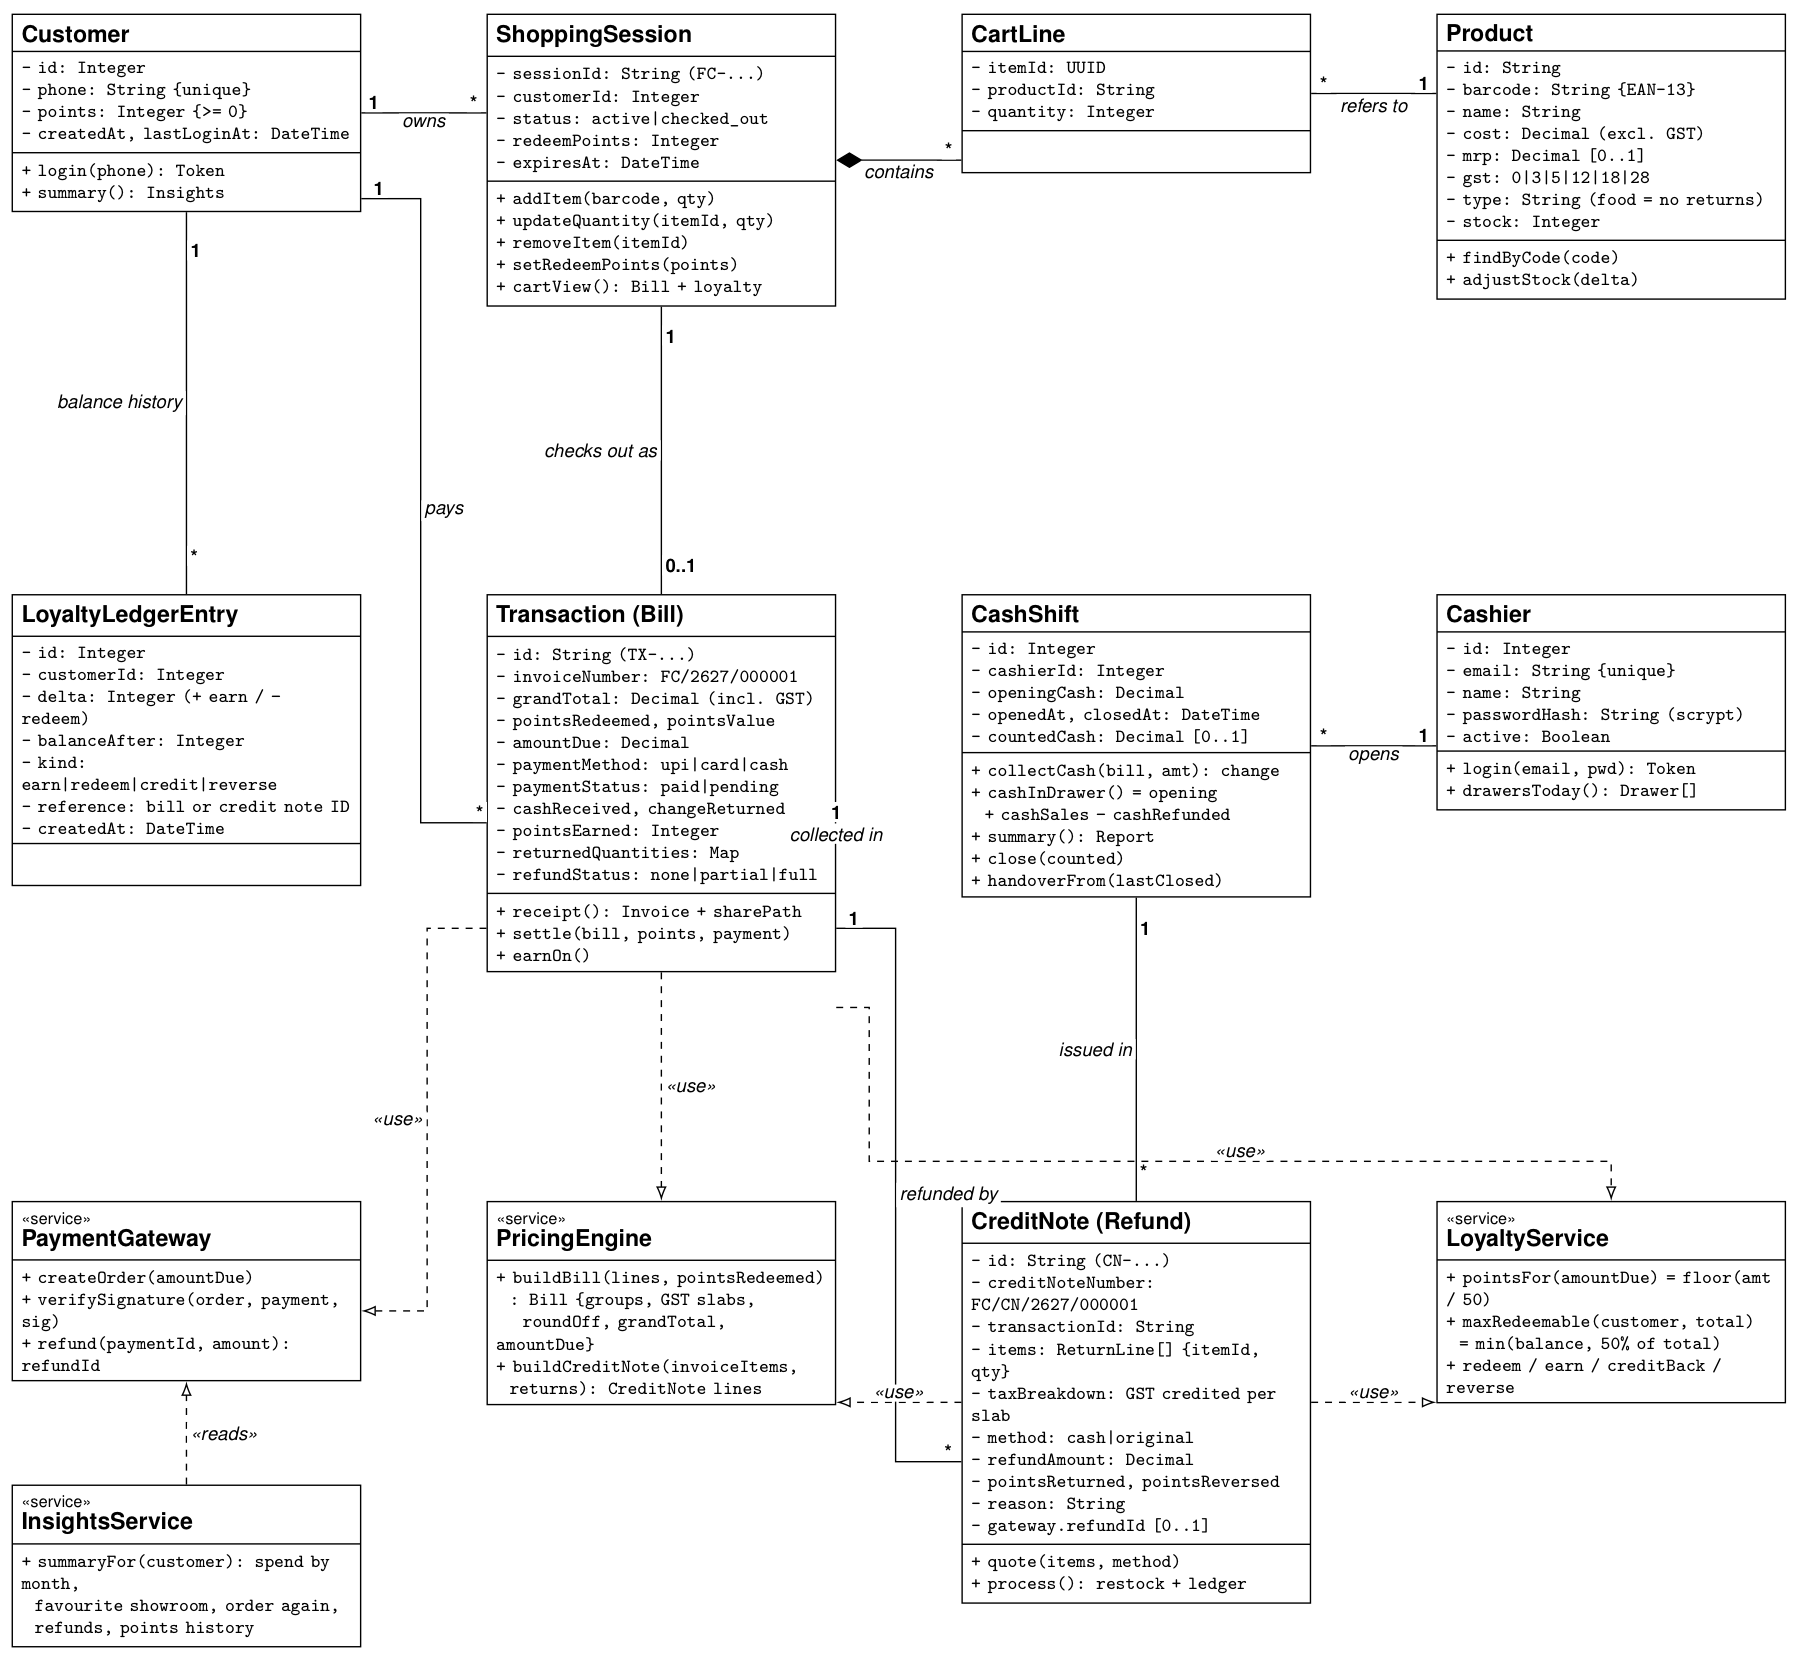 Customer
- id: Integer
- phone: String {unique}
- points: Integer {>= 0}
- createdAt, lastLoginAt: DateTime
+ login(phone): Token
+ summary(): Insights
1
*
owns
ShoppingSession
- sessionId: String (FC-...)
- customerId: Integer
- status: active|checked_out
- redeemPoints: Integer
- expiresAt: DateTime
+ addItem(barcode, qty)
+ updateQuantity(itemId, qty)
+ removeItem(itemId)
+ setRedeemPoints(points)
+ cartView(): Bill + loyalty
*
contains
CartLine
- itemId: UUID
- productId: String
- quantity: Integer
*
1
refers to
Product
- id: String
- barcode: String {EAN-13}
- name: String
- cost: Decimal (excl. GST)
- mrp: Decimal [0..1]
- gst: 0|3|5|12|18|28
- type: String (food = no returns)
- stock: Integer
+ findByCode(code)
+ adjustStock(delta)
1
1
balance history
*
pays
*
1
checks out as
0..1
LoyaltyLedgerEntry
- id: Integer
- customerId: Integer
- delta: Integer (+ earn / -
redeem)
- balanceAfter: Integer
- kind:
earn|redeem|credit|reverse
- reference: bill or credit note ID
- createdAt: DateTime
Transaction (Bill)
- id: String (TX-...)
- invoiceNumber: FC/2627/000001
- grandTotal: Decimal (incl. GST)
- pointsRedeemed, pointsValue
- amountDue: Decimal
- paymentMethod: upi|card|cash
- paymentStatus: paid|pending
- cashReceived, changeReturned
- pointsEarned: Integer
- returnedQuantities: Map
- refundStatus: none|partial|full
+ receipt(): Invoice + sharePath
+ settle(bill, points, payment)
+ earnOn()
1
collected in
CashShift
- id: Integer
- cashierId: Integer
- openingCash: Decimal
- openedAt, closedAt: DateTime
- countedCash: Decimal [0..1]
+ collectCash(bill, amt): change
+ cashInDrawer() = opening
+ cashSales - cashRefunded
+ summary(): Report
+ close(counted)
+ handoverFrom(lastClosed)
*
1
opens
Cashier
- id: Integer
- email: String {unique}
- name: String
- passwordHash: String (scrypt)
- active: Boolean
+ login(email, pwd): Token
+ drawersToday(): Drawer[]
1
refunded by
*
1
issued in
*
«use»
«use»
«use»
«service»
PaymentGateway
+ createOrder(amountDue)
+ verifySignature(order, payment,
sig)
+ refund(paymentId, amount):
refundId
«service»
PricingEngine
+ buildBill(lines, pointsRedeemed)
: Bill {groups, GST slabs,
roundOff, grandTotal,
amountDue}
+ buildCreditNote(invoiceItems,
returns): CreditNote lines
«use»
CreditNote (Refund)
- id: String (CN-...)
- creditNoteNumber:
FC/CN/2627/000001
- transactionId: String
- items: ReturnLine[] {itemId,
qty}
- taxBreakdown: GST credited per
slab
- method: cash|original
- refundAmount: Decimal
- pointsReturned, pointsReversed
- reason: String
- gateway.refundId [0..1]
+ quote(items, method)
+ process(): restock + ledger
«use»
«service»
LoyaltyService
+ pointsFor(amountDue) = floor(amt
/ 50)
+ maxRedeemable(customer, total)
= min(balance, 50% of total)
+ redeem / earn / creditBack /
reverse
«reads»
«service»
InsightsService
+ summaryFor(customer): spend by
month,
favourite showroom, order again,
refunds, points history